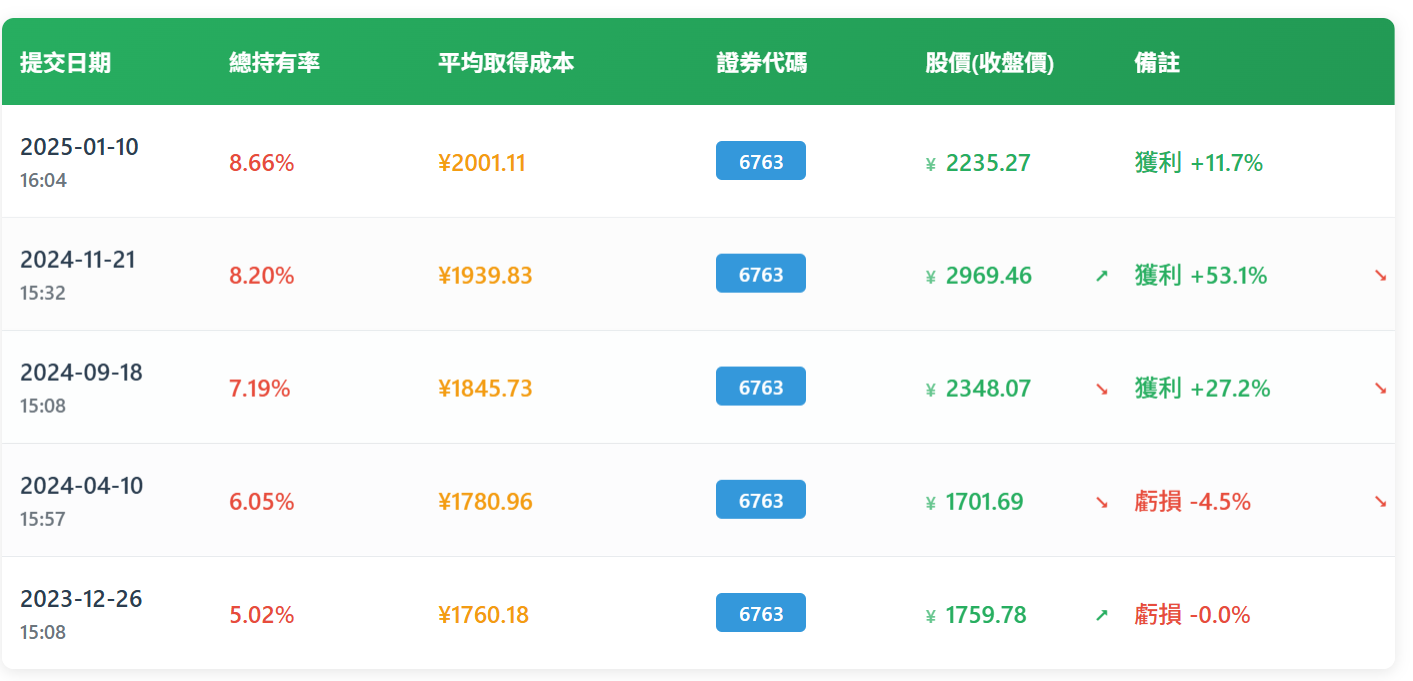 提交日期 總持有率 平均取得成本 證券代碼 股價(收盤價) 備註
2025-01-10
16:04
8.66% ¥2001.11 6763 ¥ 2235.27 獲利 +11.7%
2024-11-21
15:32
8.20% ¥1939.83 6763 ¥ 2969.46 ↗ 獲利 +53.1% ↘
2024-09-18
15:08
7.19% ¥1845.73 6763 ¥ 2348.07 ↘ 獲利 +27.2% ↘
2024-04-10
15:57
6.05% ¥1780.96 6763 ¥ 1701.69 ↘ 虧損 -4.5% ↘
2023-12-26
15:08
5.02% ¥1760.18 6763 ¥ 1759.78 ↗ 虧損 -0.0%